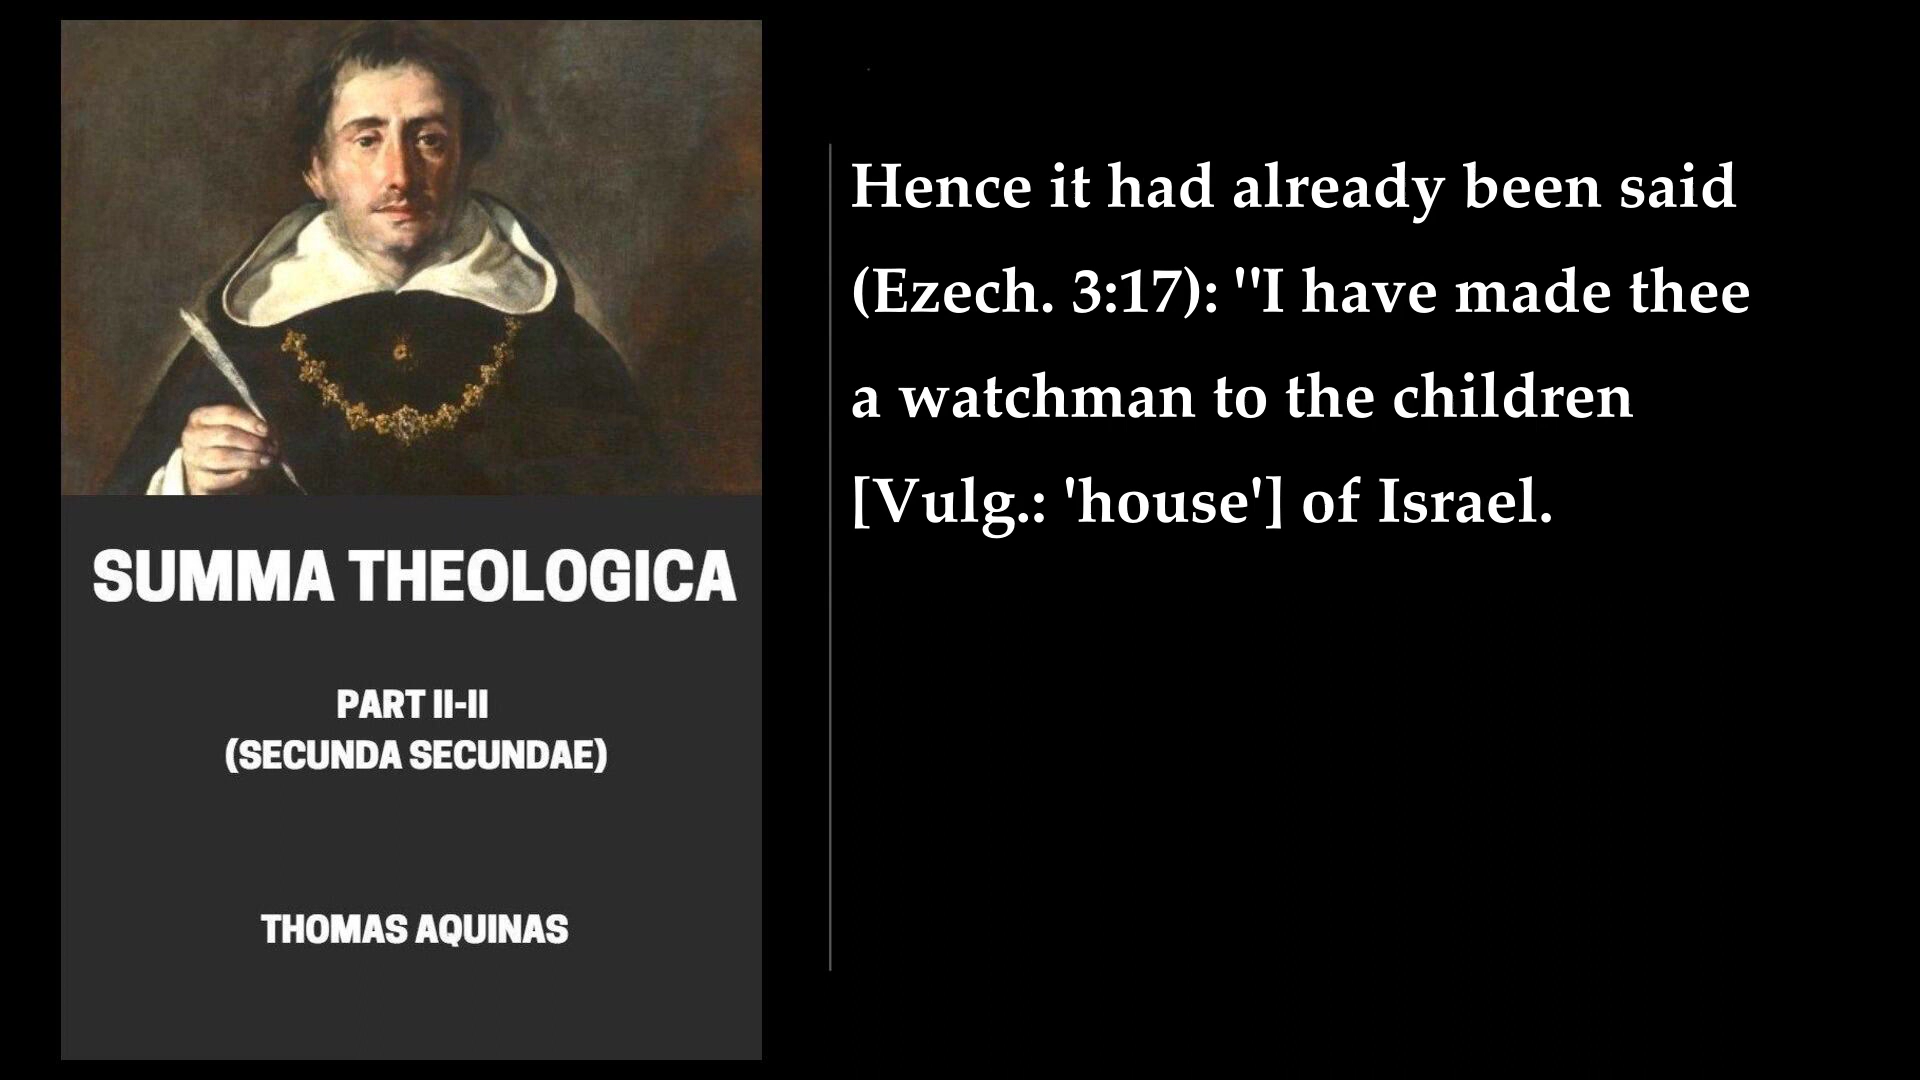 SUMMA THEOLOGICA
PART II-II
(SECUNDA SECUNDAE)
THOMAS AQUINAS
Hence it had already been said
(Ezech. 3:17): "I have made thee
a watchman to the children
[Vulg.: 'house'] of Israel.